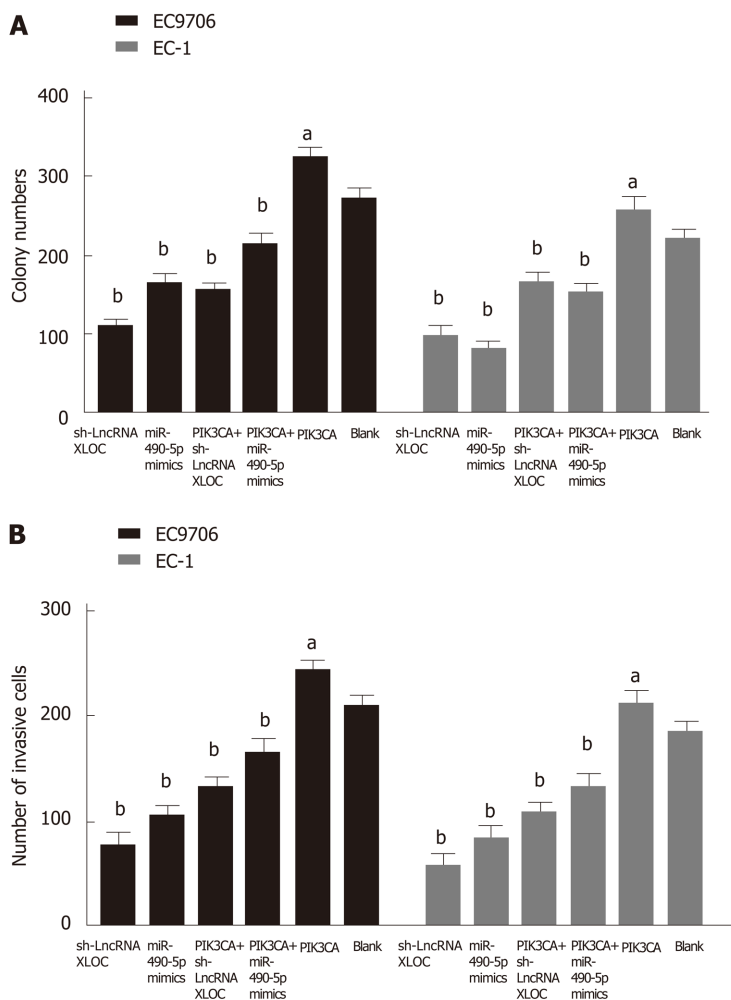 A
EC9706
EC-1
Colony numbers
400
300
200
100
0
b
b
b
b
a
b
b
b
b
a
sh-LncRNA
XLOC
miR-
490-5p
mimics
PIK3CA+
sh-
LncRNA
XLOC
PIK3CA+
miR-
490-5p
mimics
PIK3CA
Blank
sh-LncRNA
XLOC
miR-
490-5p
mimics
PIK3CA+
sh-
LncRNA
XLOC
PIK3CA+
miR-
490-5p
mimics
PIK3CA
Blank
B
EC9706
EC-1
Number of invasive cells
300
200
100
0
b
b
b
b
a
b
b
b
b
a
sh-LncRNA
XLOC
miR-
490-5p
mimics
PIK3CA+
sh-
LncRNA
XLOC
PIK3CA+
miR-
490-5p
mimics
PIK3CA
Blank
sh-LncRNA
XLOC
miR-
490-5p
mimics
PIK3CA+
sh-
LncRNA
XLOC
PIK3CA+
miR-
490-5p
mimics
PIK3CA
Blank